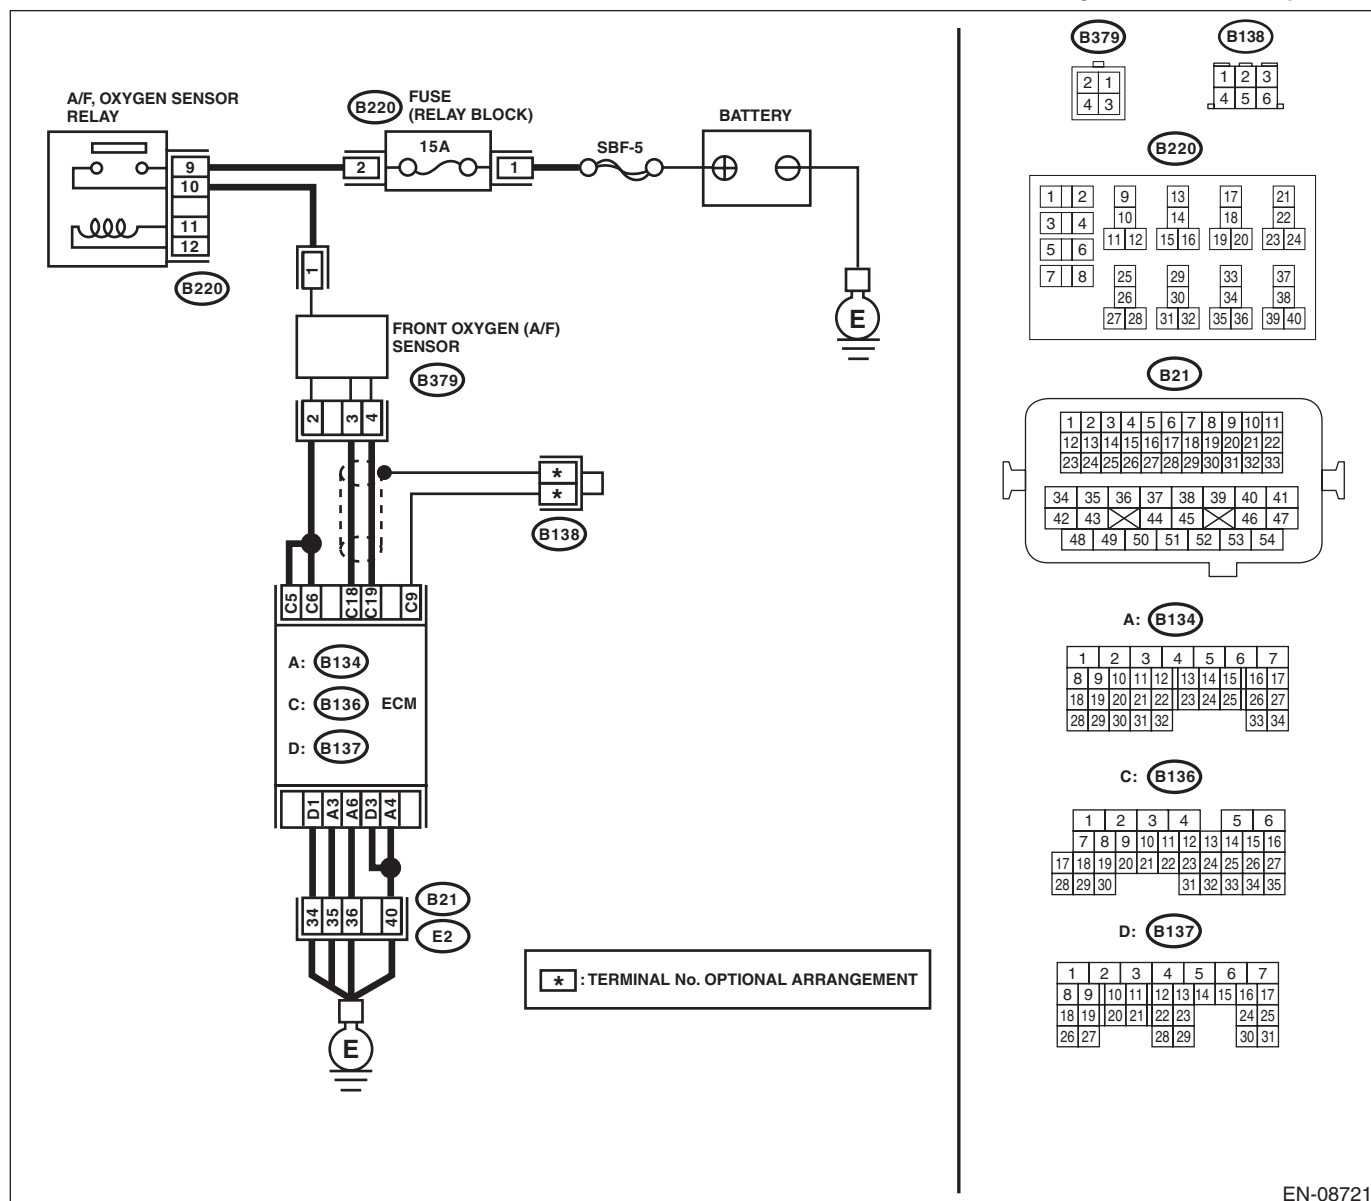 A/F, OXYGEN SENSOR
RELAY
9
10
11
12
B220
B220
FUSE
(RELAY BLOCK)
2
15A
1
SBF-5
BATTERY
E
1
FRONT OXYGEN (A/F)
SENSOR
B379
2 3 4
*
*
B138
C5 C6 C18 C19 C9
A: B134
C: B136 ECM
D: B137
D1 A3 A6 D3 A4
34 35 36 40
B21
E2
E
* : TERMINAL No. OPTIONAL ARRANGEMENT
B379
2 1
4 3
B138
1 2 3
4 5 6
B220
1 2 9 13 17 21
3 4 10 14 18 22
5 6 11 12 15 16 19 20 23 24
7 8 25 29 33 37
26 30 34 38
27 28 31 32 35 36 39 40
B21
1 2 3 4 5 6 7 8 9 10 11
12 13 14 15 16 17 18 19 20 21 22
23 24 25 26 27 28 29 30 31 32 33
34 35 36 37 38 39 40 41
42 43 44 45 46 47
48 49 50 51 52 53 54
A: B134
1 2 3 4 5 6 7
8 9 10 11 12 13 14 15 16 17
18 19 20 21 22 23 24 25 26 27
28 29 30 31 32 33 34
C: B136
1 2 3 4 5 6
7 8 9 10 11 12 13 14 15 16
17 18 19 20 21 22 23 24 25 26 27
28 29 30 31 32 33 34 35
D: B137
1 2 3 4 5 6 7
8 9 10 11 12 13 14 15 16 17
18 19 20 21 22 23 24 25
26 27 28 29 30 31
EN-08721